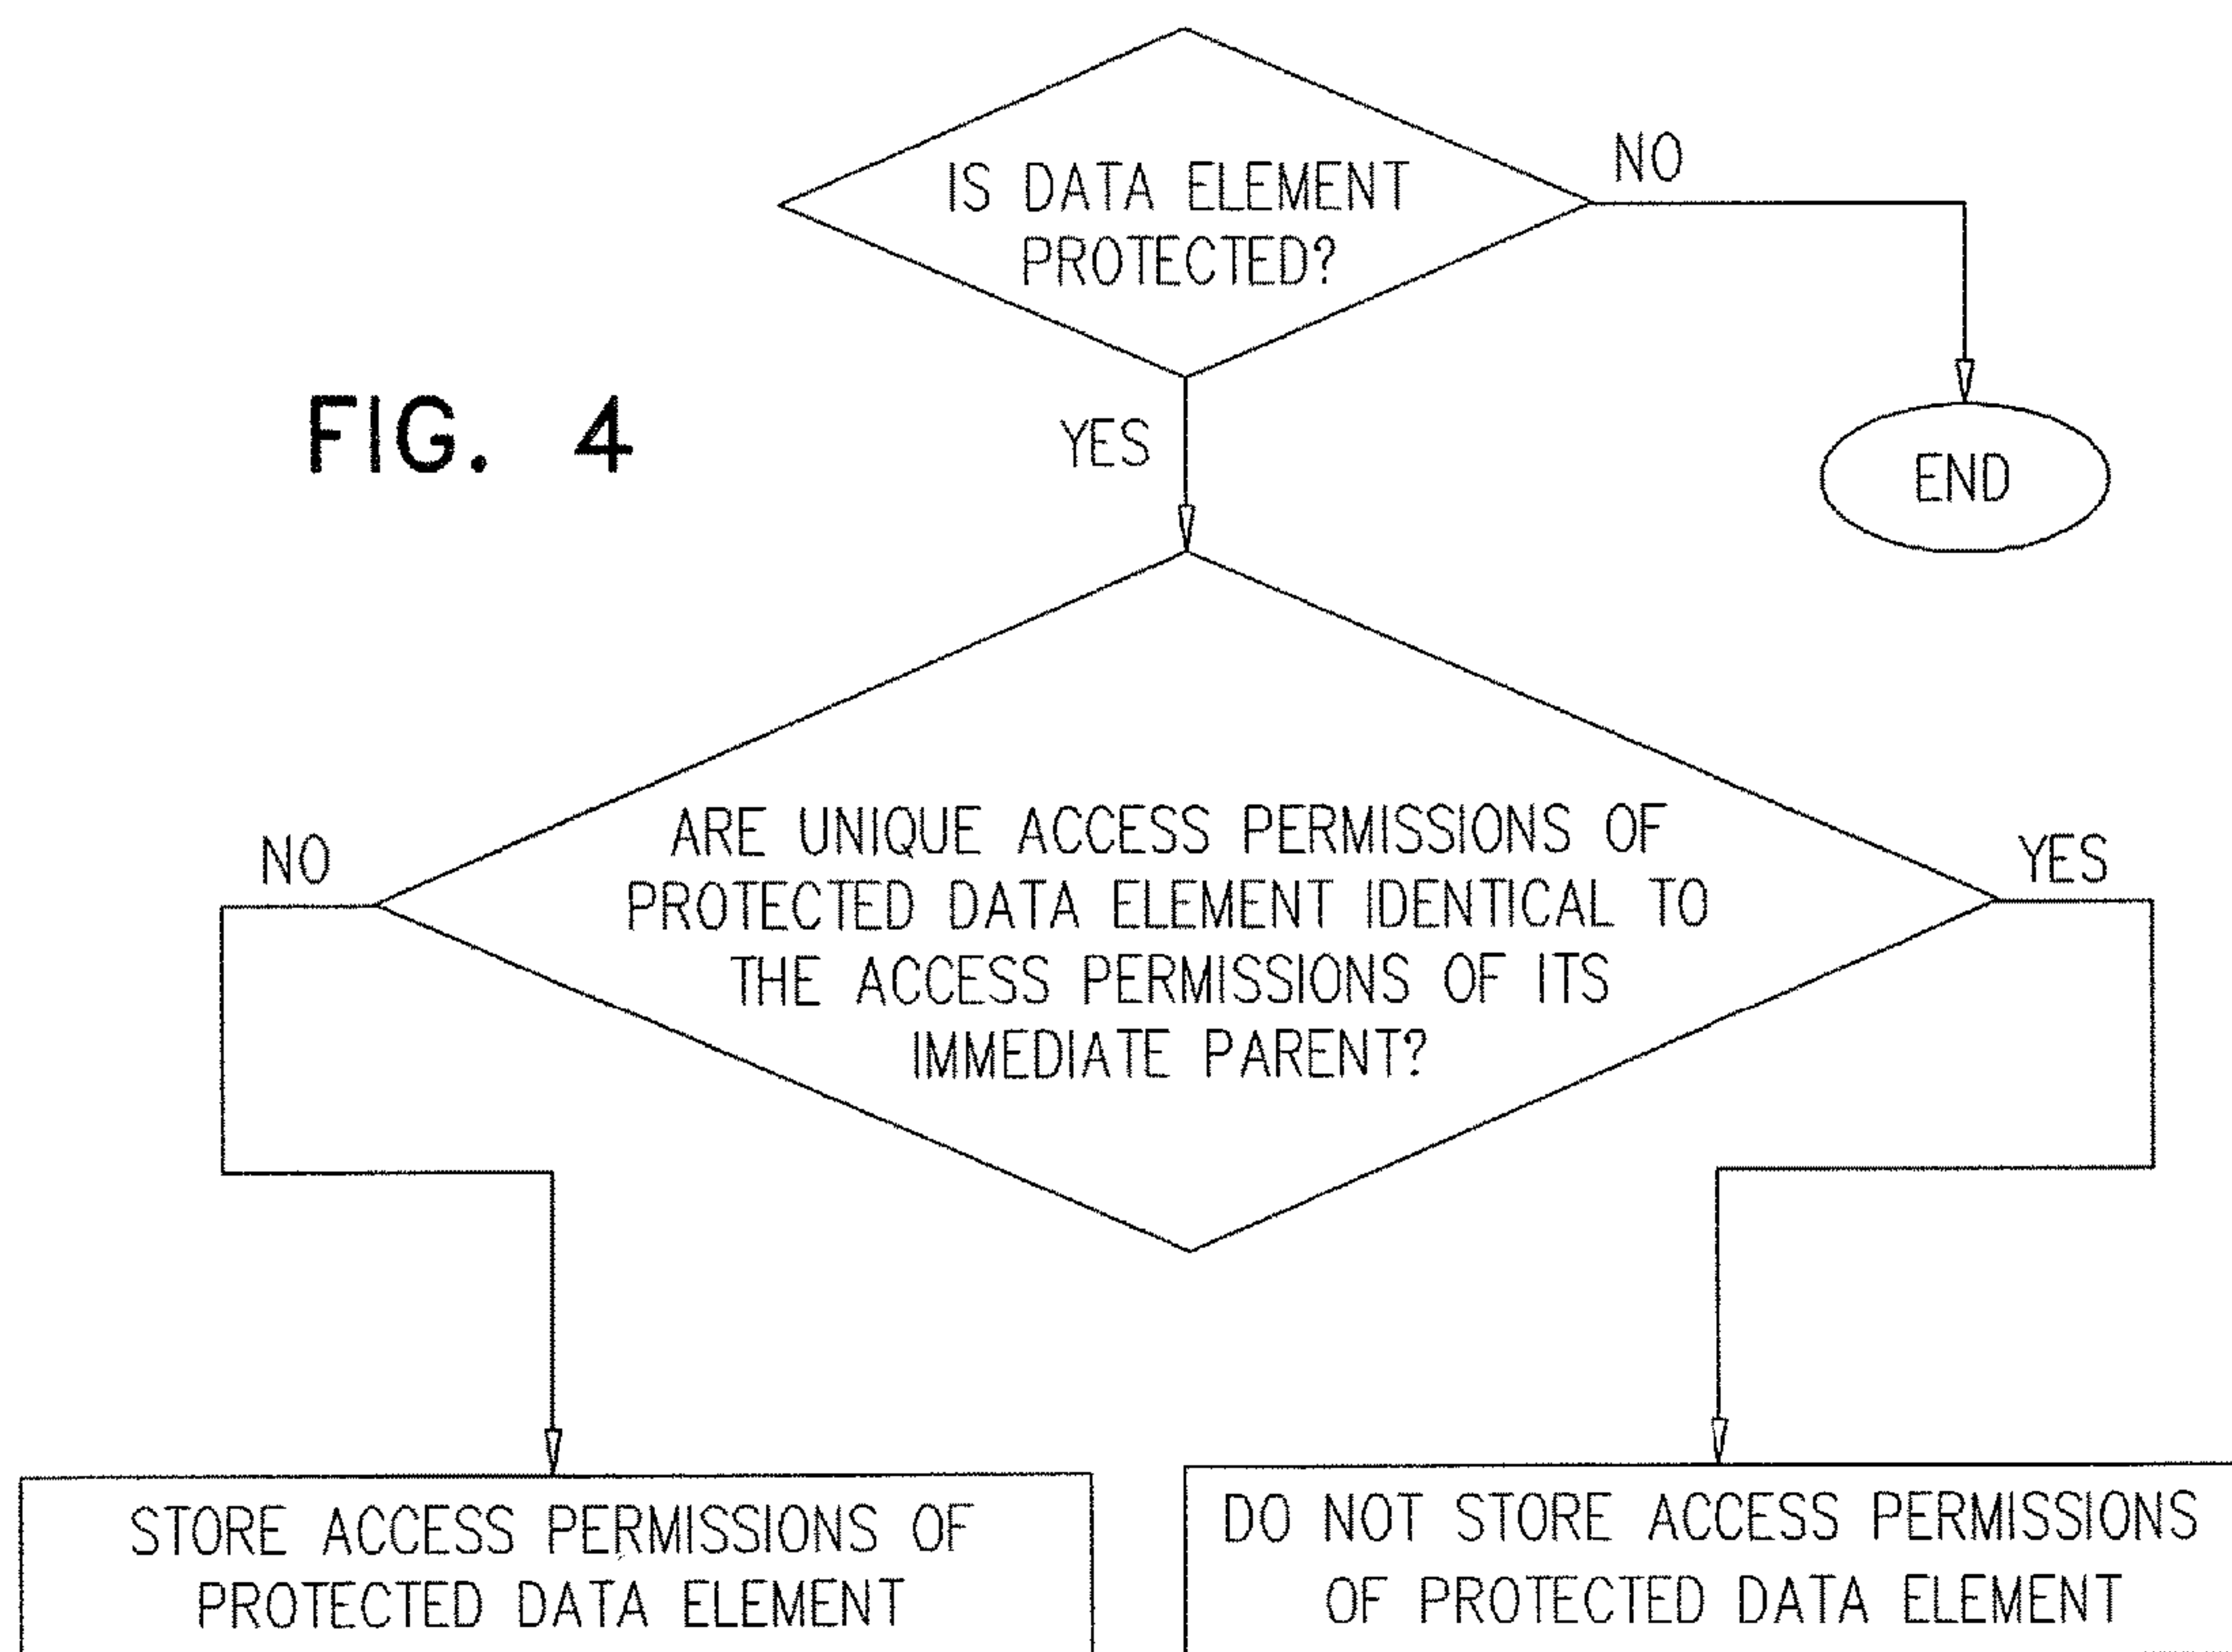 IS DATA ELEMENT
PROTECTED?
NO
FIG. 4
YES
END
ARE UNIQUE ACCESS PERMISSIONS OF
PROTECTED DATA ELEMENT IDENTICAL TO
THE ACCESS PERMISSIONS OF ITS
IMMEDIATE PARENT?
NO
YES
STORE ACCESS PERMISSIONS OF
PROTECTED DATA ELEMENT
DO NOT STORE ACCESS PERMISSIONS
OF PROTECTED DATA ELEMENT